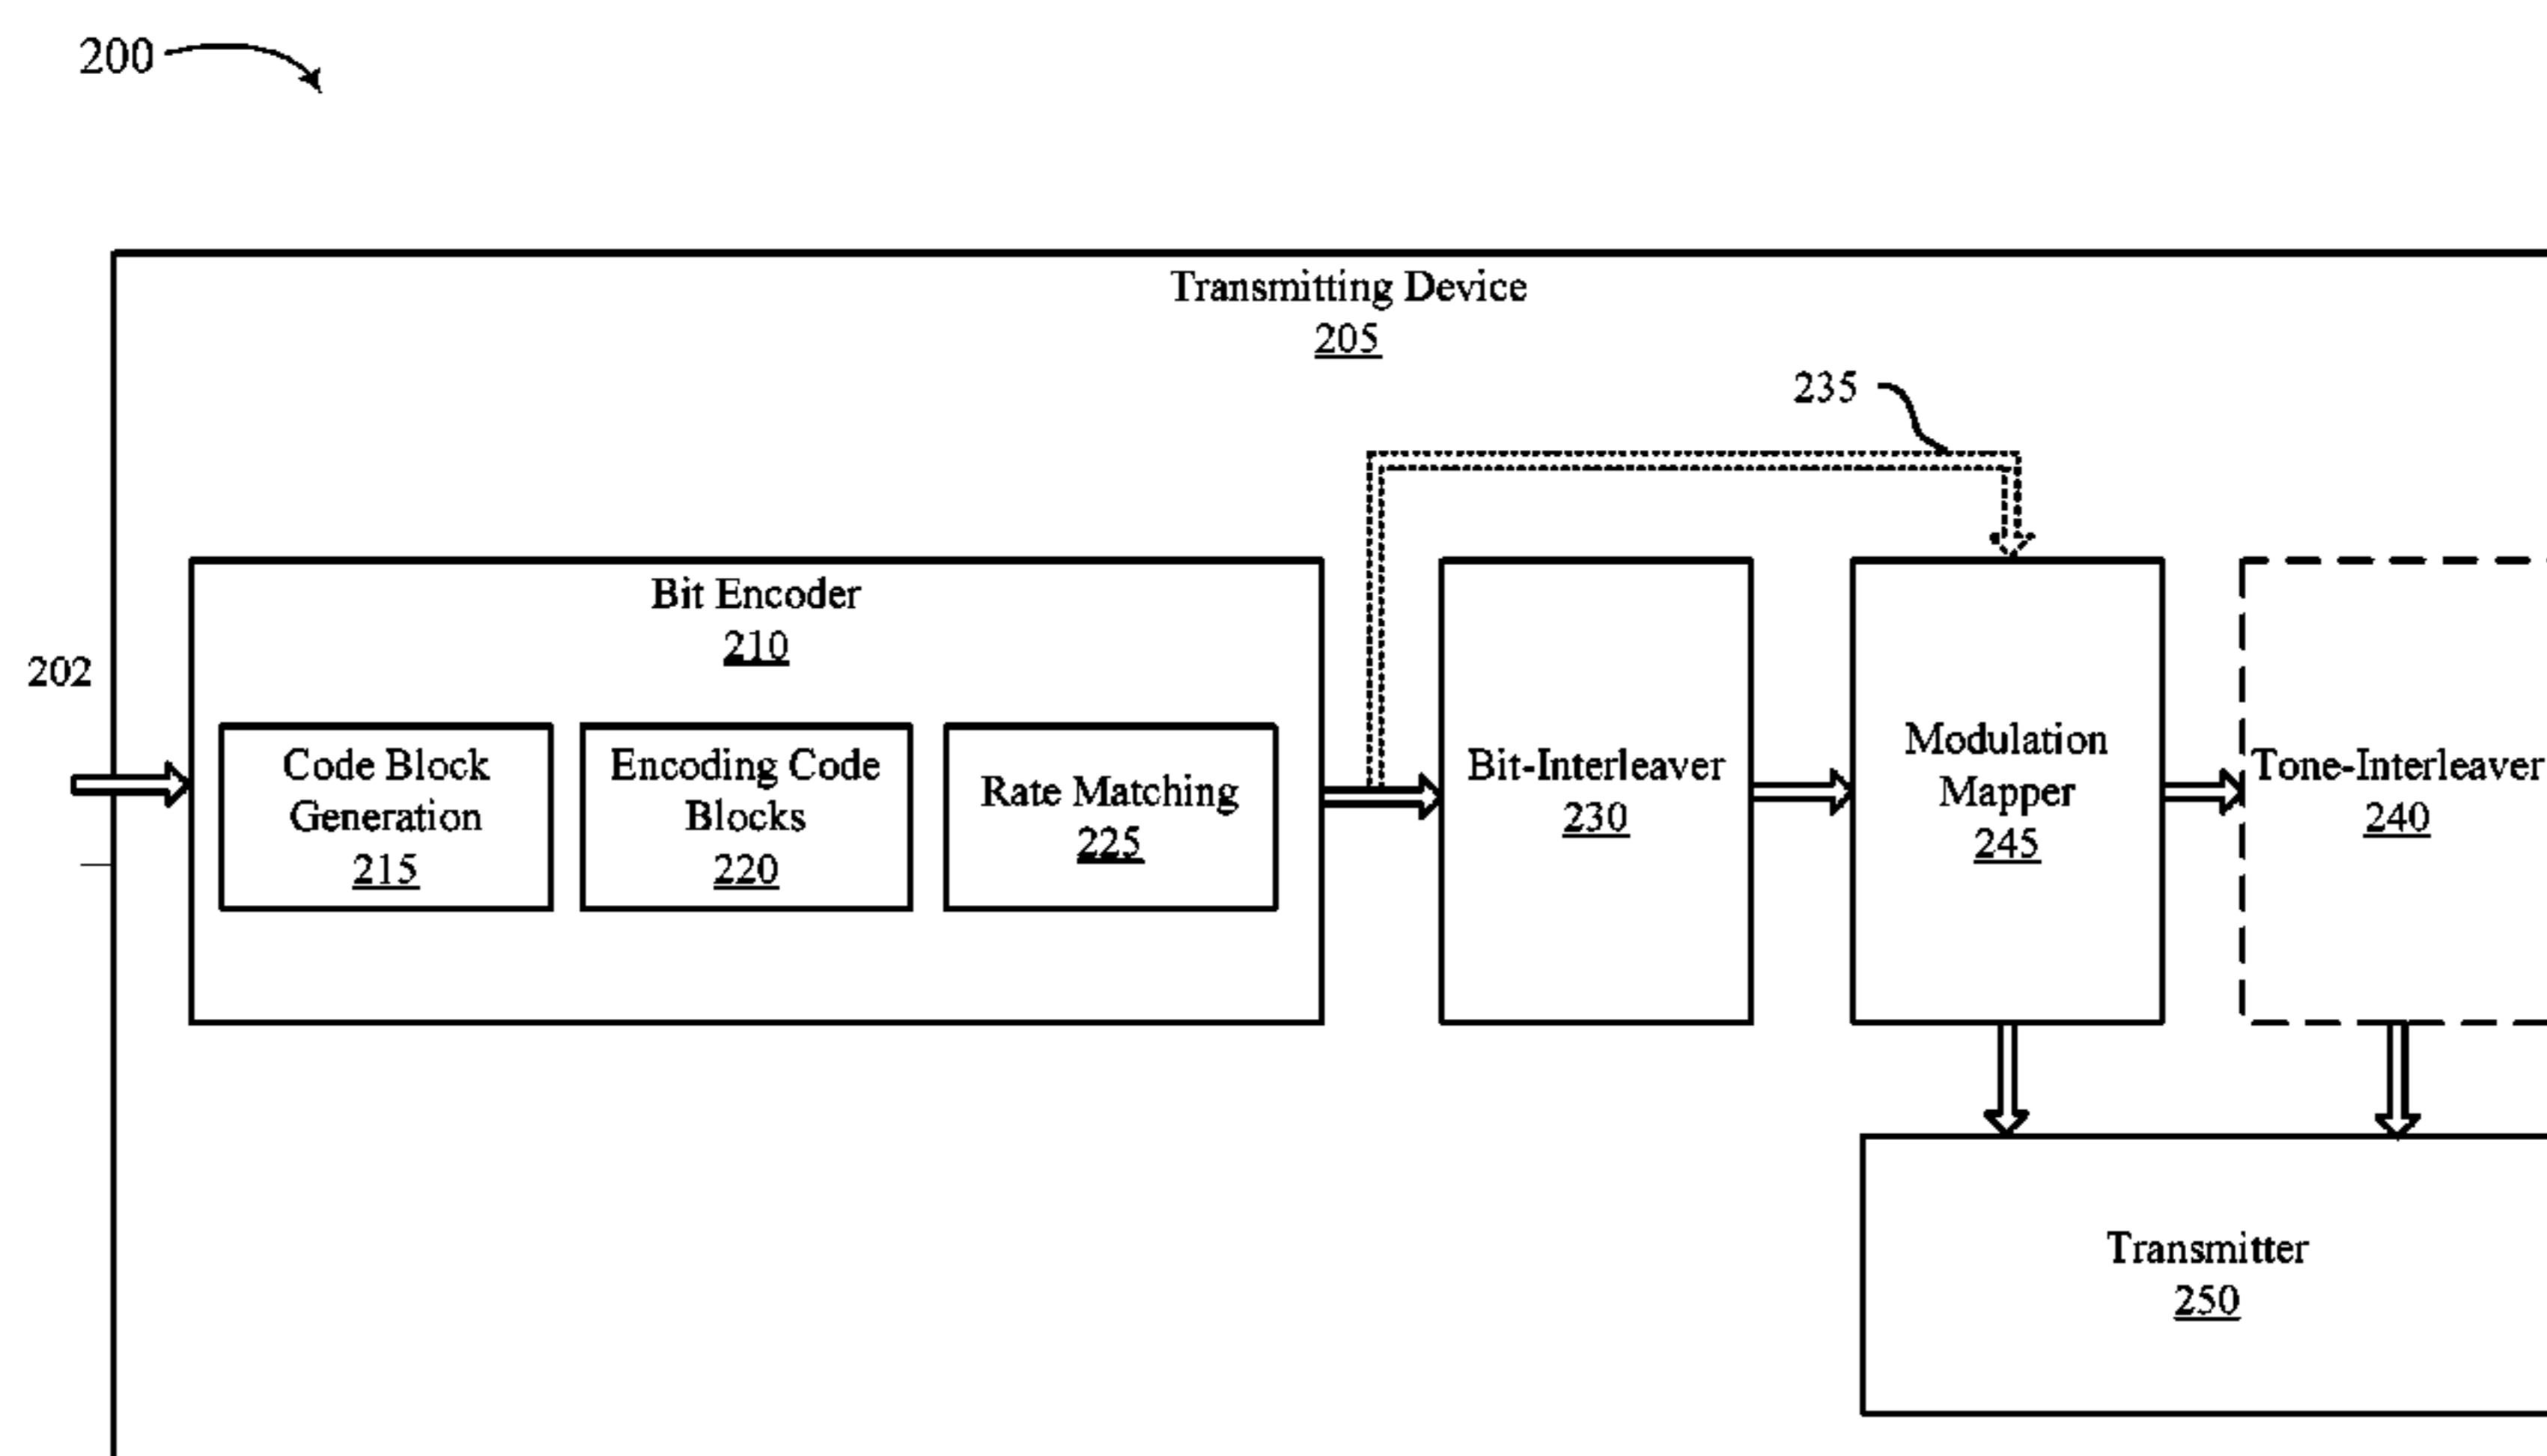 200
Transmitting Device
205
235
Bit Encoder
210
202
Code Block
Generation
215
Encoding Code
Blocks
220
Rate Matching
225
Bit-Interleaver
230
Modulation
Mapper
245
Tone-Interleaver
240
Transmitter
250